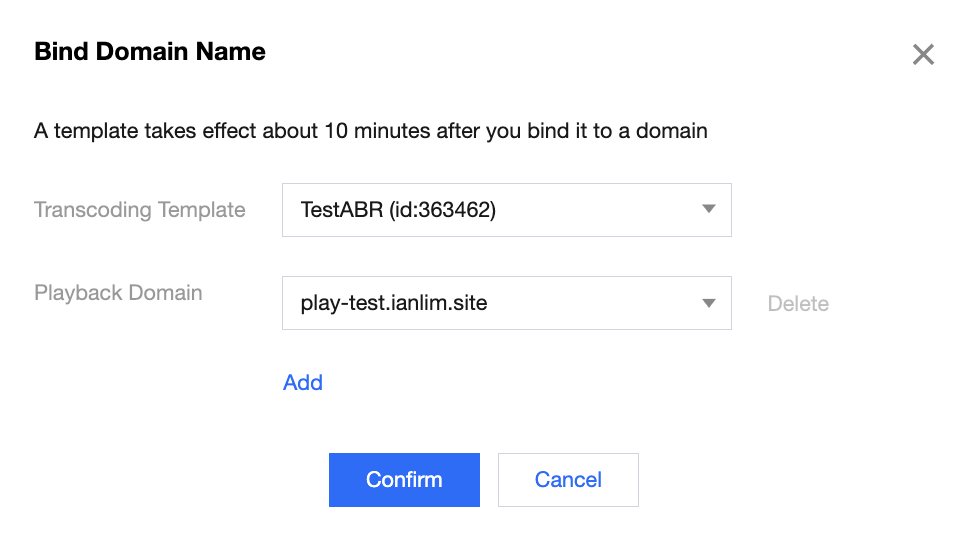 Bind Domain Name
A template takes effect about 10 minutes after you bind it to a domain
Transcoding Template TestABR (id:363462)
Playback Domain play-test.ianlim.site Delete
Add
Confirm Cancel